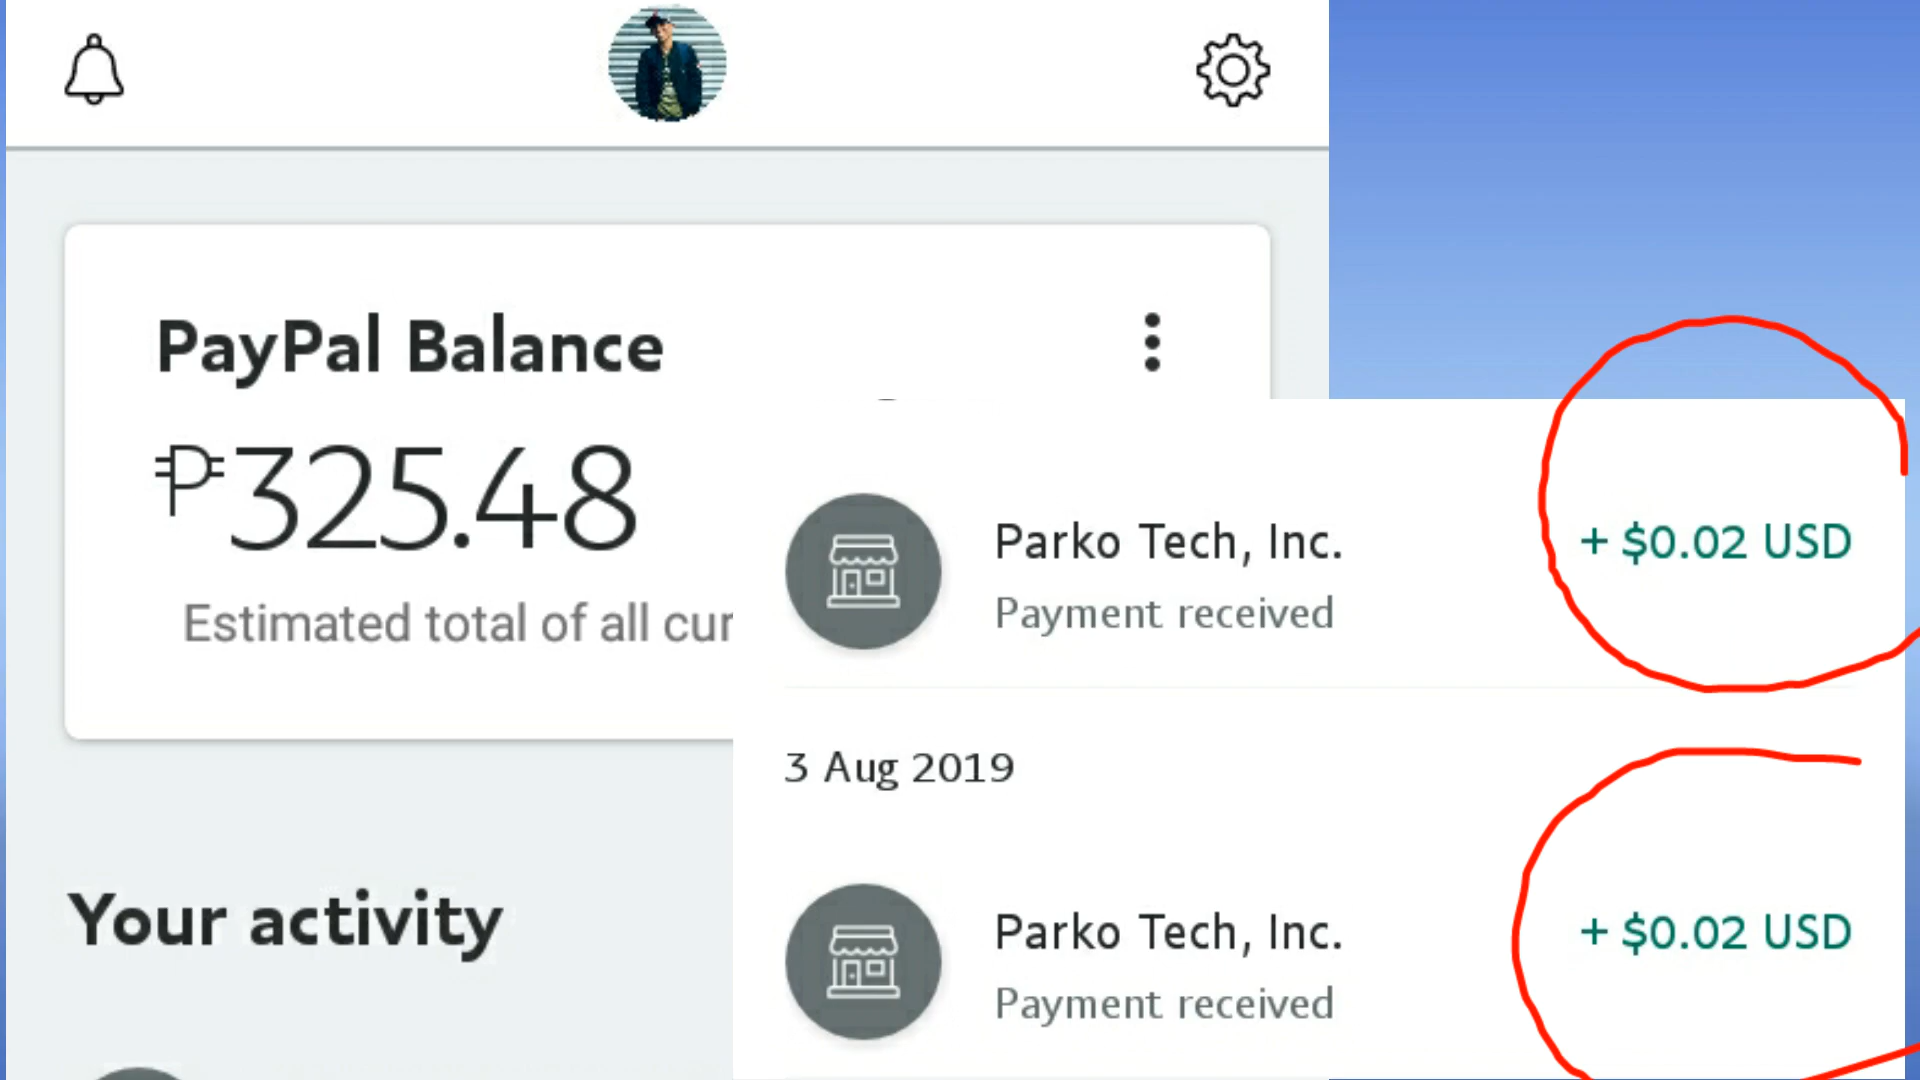 PayPal Balance
₱325.48
Estimated total of all cur
Your activity
Parko Tech, Inc.
+ $0.02 USD
Payment received
3 Aug 2019
Parko Tech, Inc.
+ $0.02 USD
Payment received